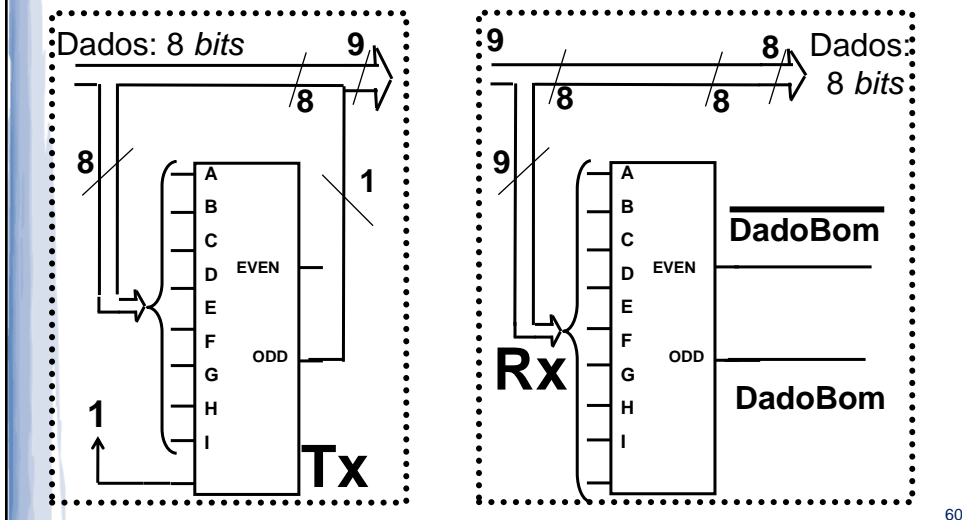 Dados: 8 bits
9
8
8
1
A
B
C
D
E
F
G
H
I
EVEN
ODD
1
Tx
9
8
Dados:
8 bits
8
8
9
A
B
C
D
E
F
G
H
I
EVEN
ODD
DadoBom
DadoBom
Rx
60